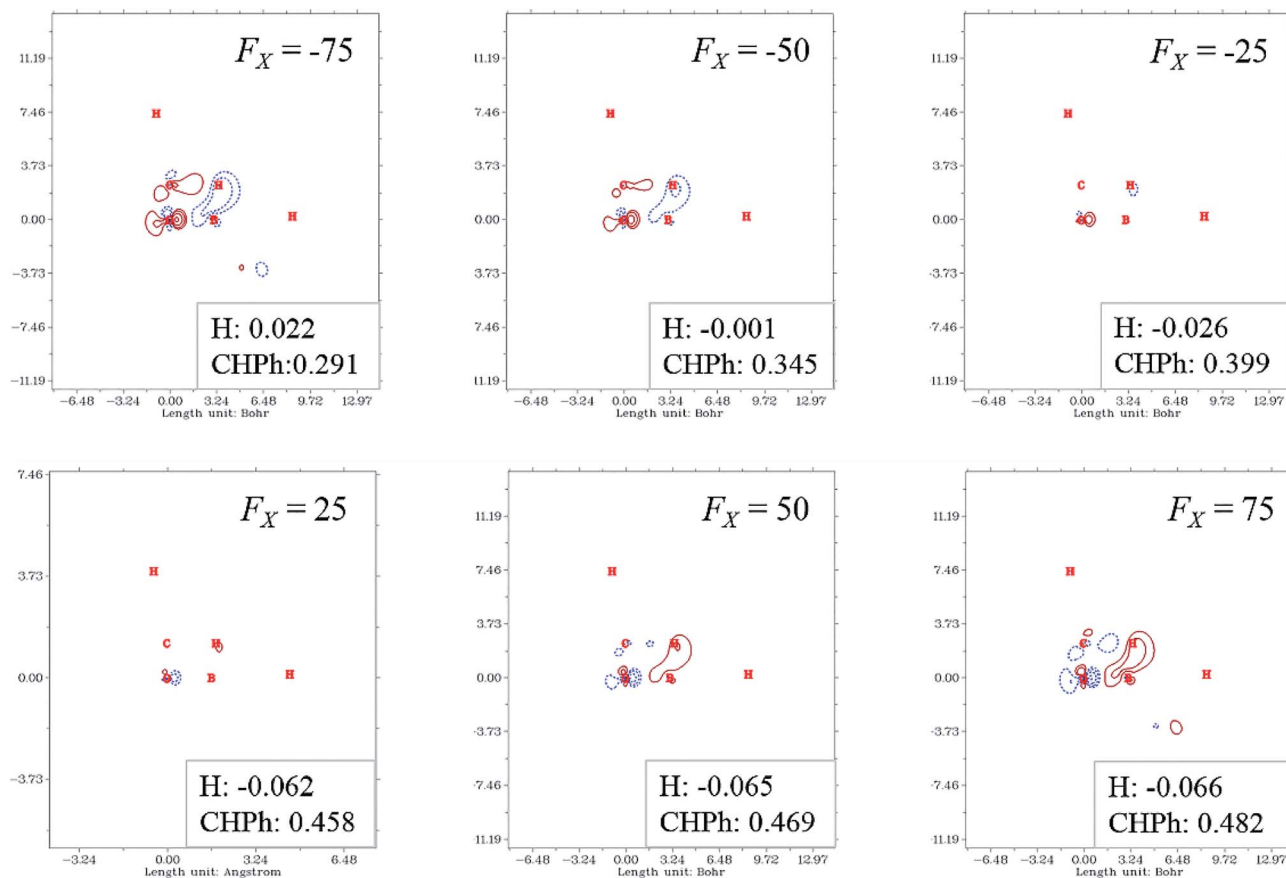 F_X = -75
11.19
7.46
H
3.73
C
H
0.00
B
H
−3.73
−7.46
−11.19
H: 0.022
CHPh:0.291
−6.48 −3.24 0.00 3.24 6.48 9.72 12.97
Length unit: Bohr
F_X = -50
11.19
7.46
H
3.73
C
H
0.00
B
H
3.73
-7.46
11.19
H: -0.001
CHPh: 0.345
−6.48 −3.24 0.00 3.24 6.48 9.72 12.97
Length unit: Bohr
F_X = -25
11.19
7.46
H
3.73
C
H
0.00
B
H
-3.73
-7.46
11.19
H: -0.026
CHPh: 0.399
−6.48 −3.24 0.00 3.24 6.48 9.72 12.97
Length unit: Bohr
F_X = 25
7.46
3.73
H
C
H
0.00
B
H
−3.73
H: -0.062
CHPh: 0.458
−3.24 0.00 3.24 6.48
Length unit: Angstrom
F_X = 50
11.19
7.46
H
3.73
C
H
0.00
B
H
-3.73
-7.46
11.19
H: -0.065
CHPh: 0.469
−6.48 −3.24 0.00 3.24 6.48 9.72 12.97
Length unit: Bohr
F_X = 75
11.19
7.46
H
3.73
C
H
0.00
B
H
-3.73
-7.46
11.19
H: -0.066
CHPh: 0.482
−6.48 −3.24 0.00 3.24 6.48 9.72 12.97
Length unit: Bohr